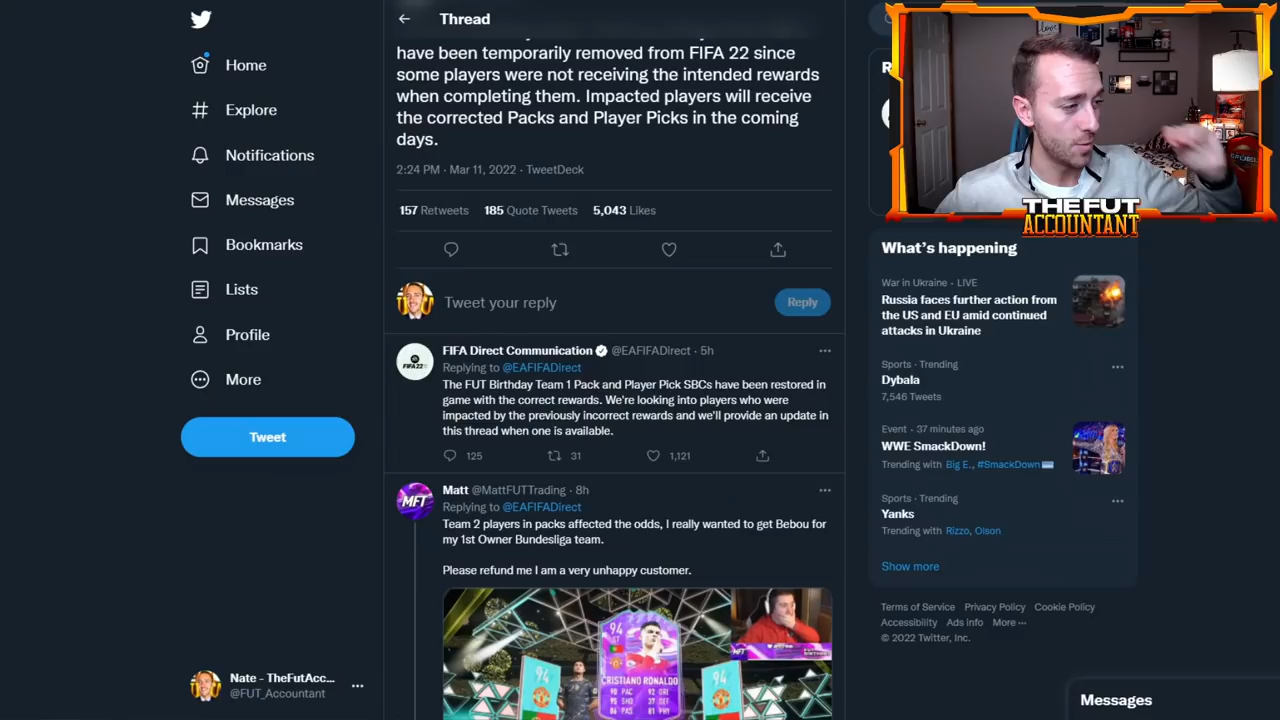 Thread
have been temporarily removed from FIFA 22 since
some players were not receiving the intended rewards
when completing them. Impacted players will receive
the corrected Packs and Player Picks in the coming
days.
2:24 PM · Mar 11, 2022 · TweetDeck
157 Retweets 185 Quote Tweets 5,043 Likes
Tweet your reply
Reply
FIFA Direct Communication @EAFIFADirect · 5h
Replying to @EAFIFADirect
The FUT Birthday Team 1 Pack and Player Pick SBCs have been restored in
game with the correct rewards. We're looking into players who were
impacted by the previously incorrect rewards and we'll provide an update in
this thread when one is available.
125 31 1,121
Matt @MattFUTTrading · 8h
Replying to @EAFIFADirect
Team 2 players in packs affected the odds, I really wanted to get Bebou for
my 1st Owner Bundesliga team.
Please refund me I am a very unhappy customer.
FIFA 22
MFT
94
CRISTIANO RONALDO
94
94
Home
Explore
Notifications
Messages
Bookmarks
Lists
Profile
More
Tweet
Nate - TheFutAcc...
@FUT_Accountant
THE FUT
ACCOUNTANT
What's happening
War in Ukraine · LIVE
Russia faces further action from
the US and EU amid continued
attacks in Ukraine
Sports · Trending
Dybala
7,546 Tweets
Event · 37 minutes ago
WWE SmackDown!
Trending with Big E., #SmackDown
Sports · Trending
Yanks
Trending with Rizzo, Olson
Show more
Terms of Service Privacy Policy Cookie Policy
Accessibility Ads info More ···
© 2022 Twitter, Inc.
Messages